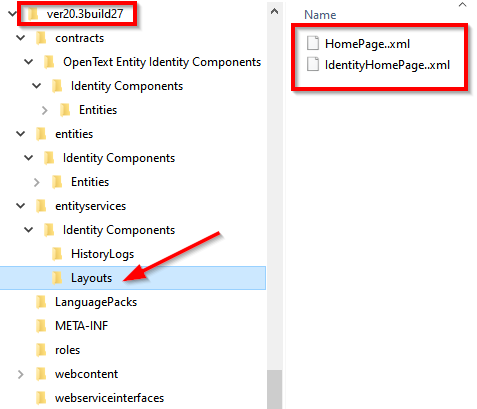 ver20.3build27
contracts
OpenText Entity Identity Components
Identity Components
Entities
entities
Identity Components
Entities
entityservices
Identity Components
HistoryLogs
Layouts
LanguagePacks
META-INF
roles
webcontent
webserviceinterfaces
Name
HomePage..xml
IdentityHomePage..xml